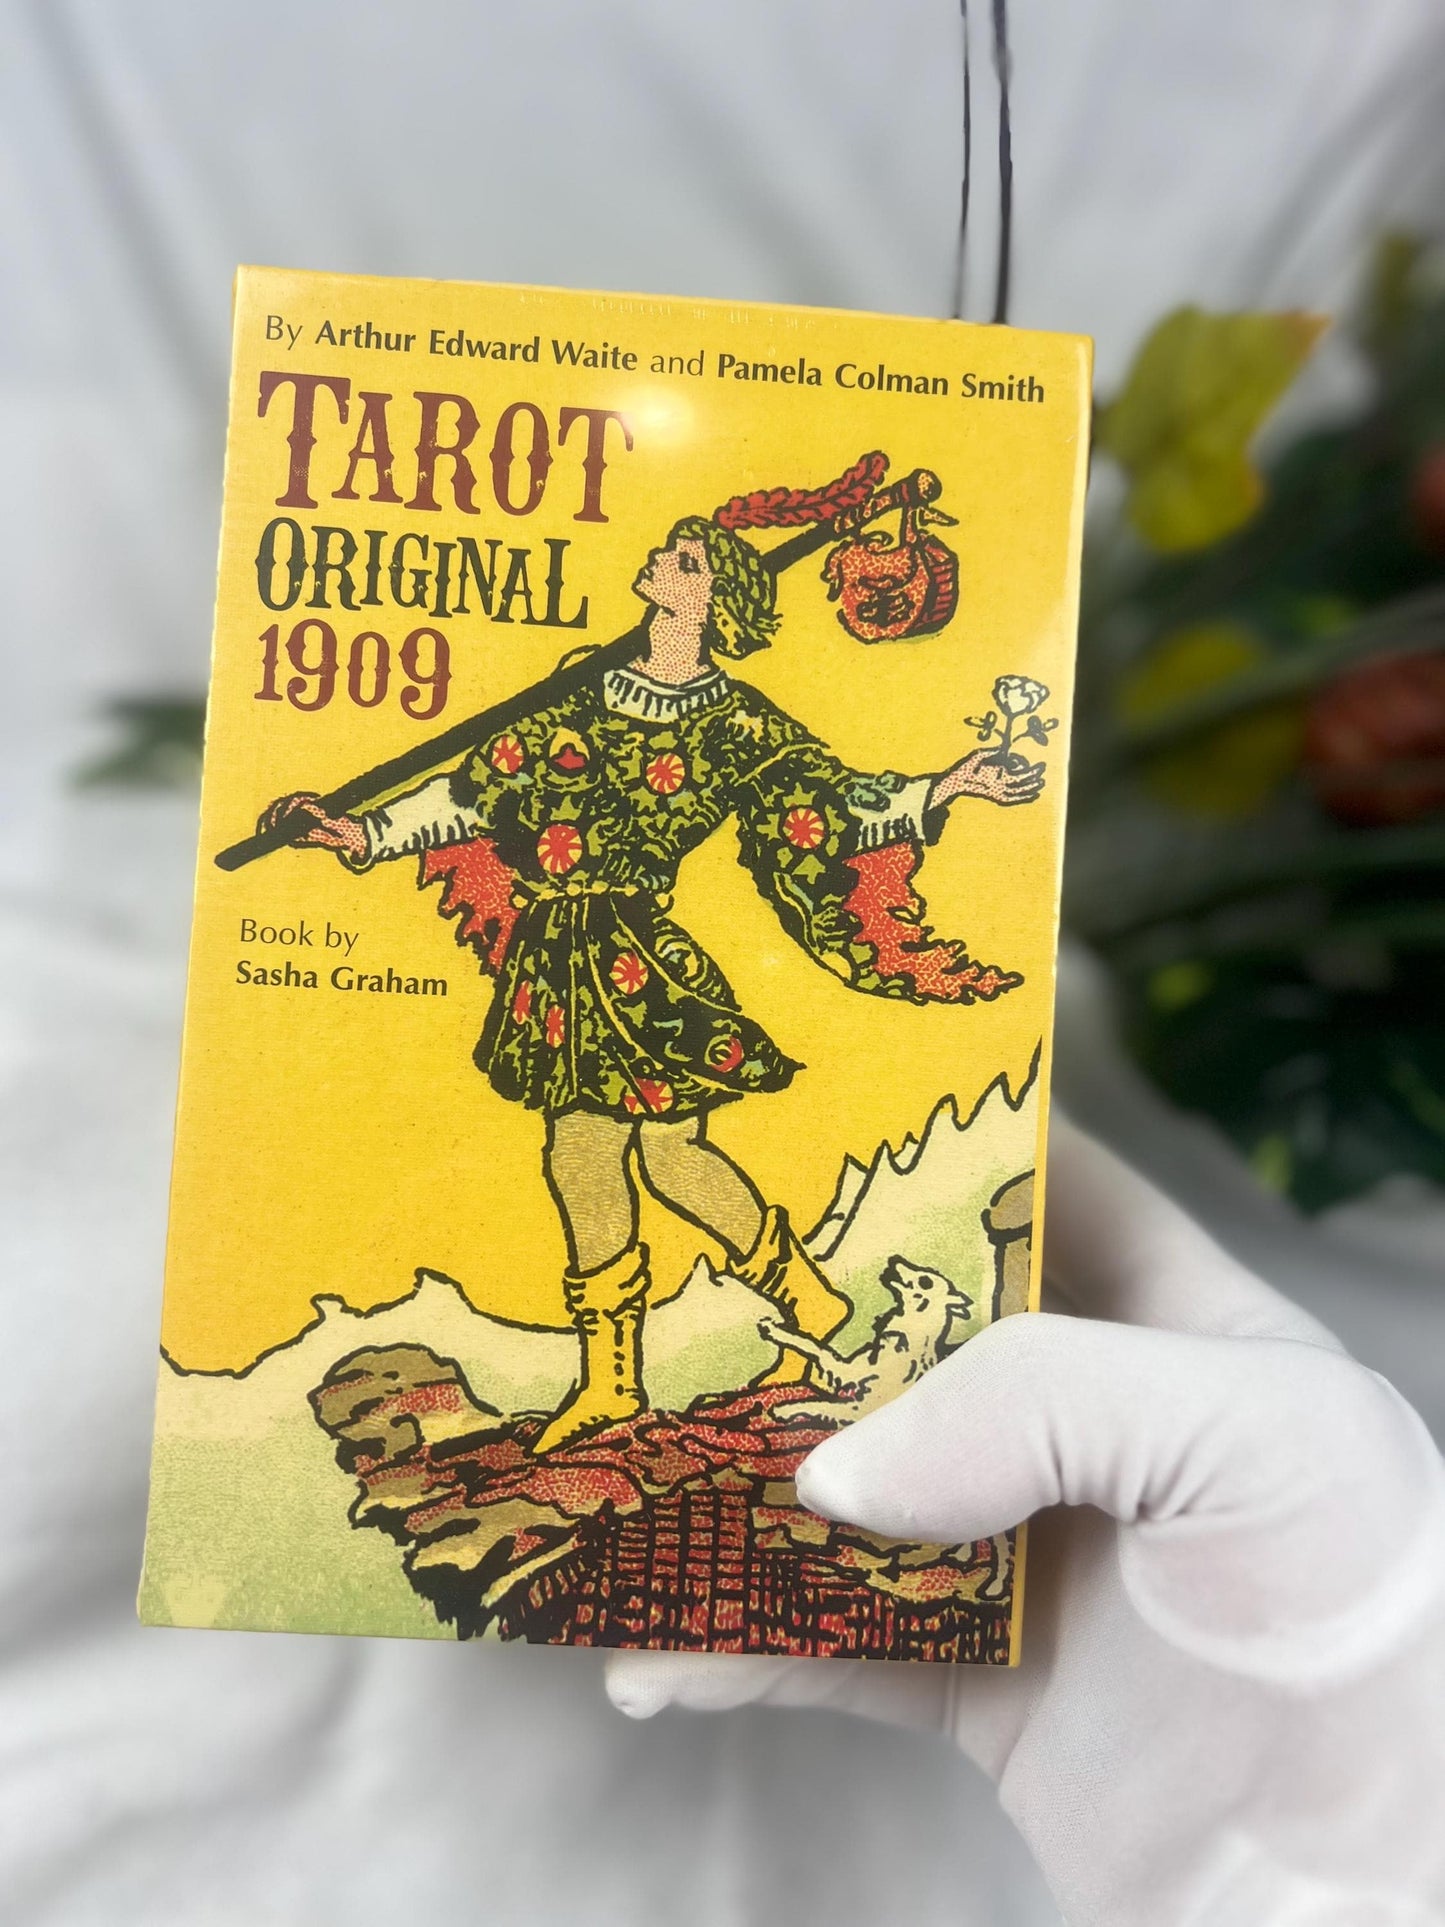 By Arthur Edward Waite and Pamela Colman Smith
TAROT
ORIGINAL
1909
Book by
Sasha Graham